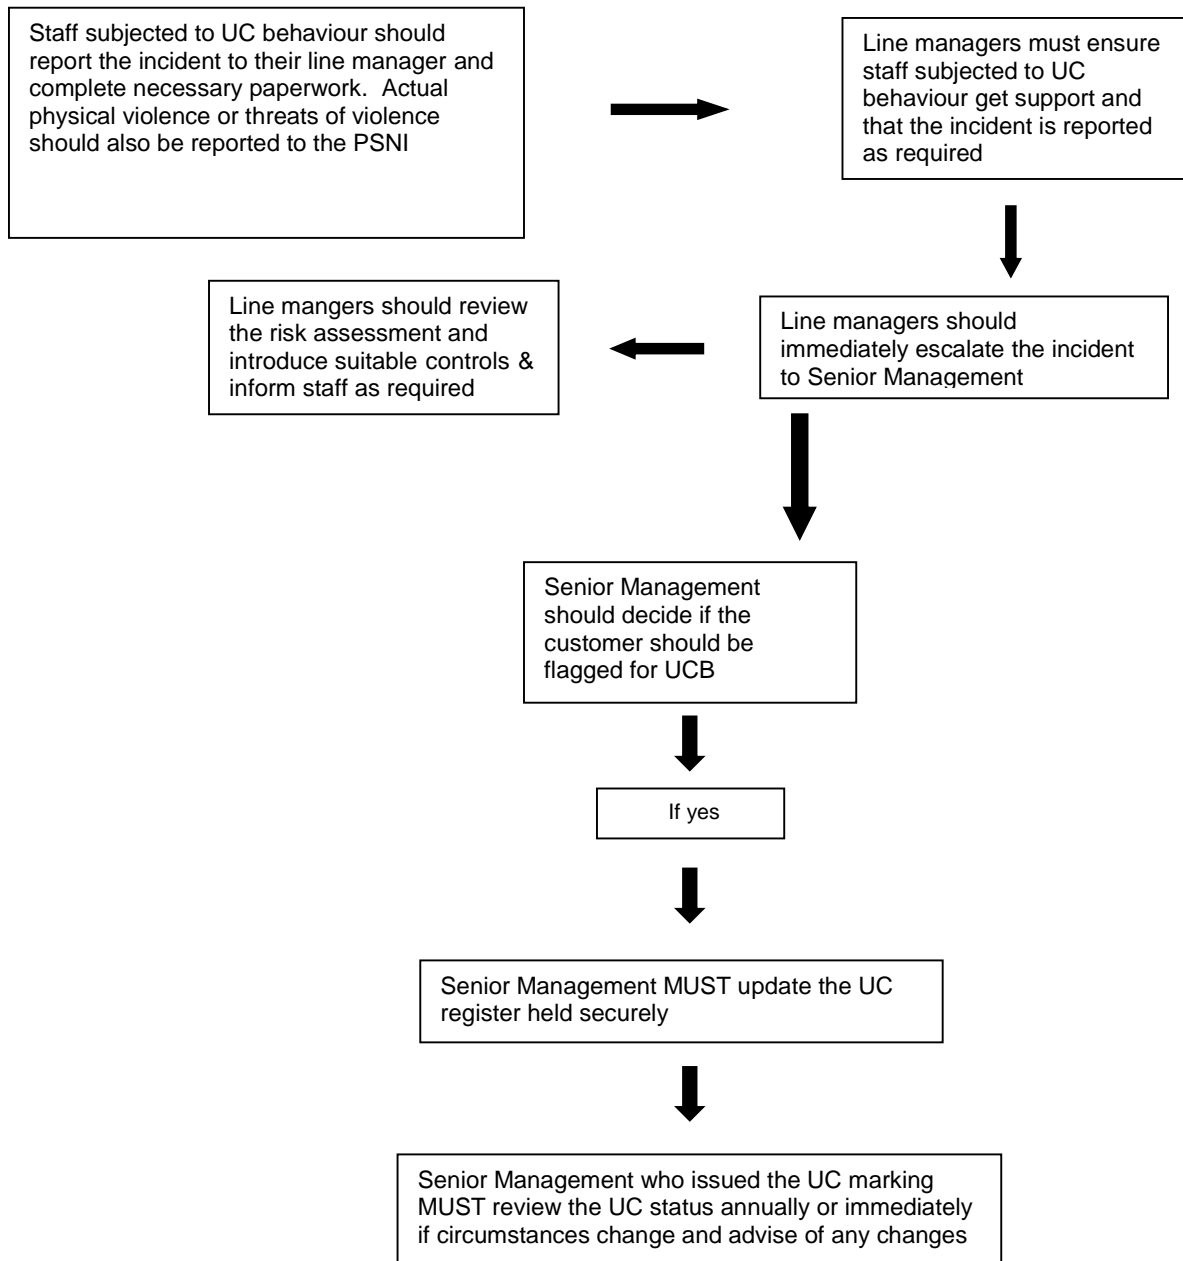 Staff subjected to UC behaviour should
report the incident to their line manager and
complete necessary paperwork.  Actual
physical violence or threats of violence
should also be reported to the PSNI
Line managers must ensure
staff subjected to UC
behaviour get support and
that the incident is reported
as required
Line mangers should review
the risk assessment and
introduce suitable controls &
inform staff as required
Line managers should
immediately escalate the incident
to Senior Management
Senior Management
should decide if the
customer should be
flagged for UCB
If yes
Senior Management MUST update the UC
register held securely
Senior Management who issued the UC marking
MUST review the UC status annually or immediately
if circumstances change and advise of any changes